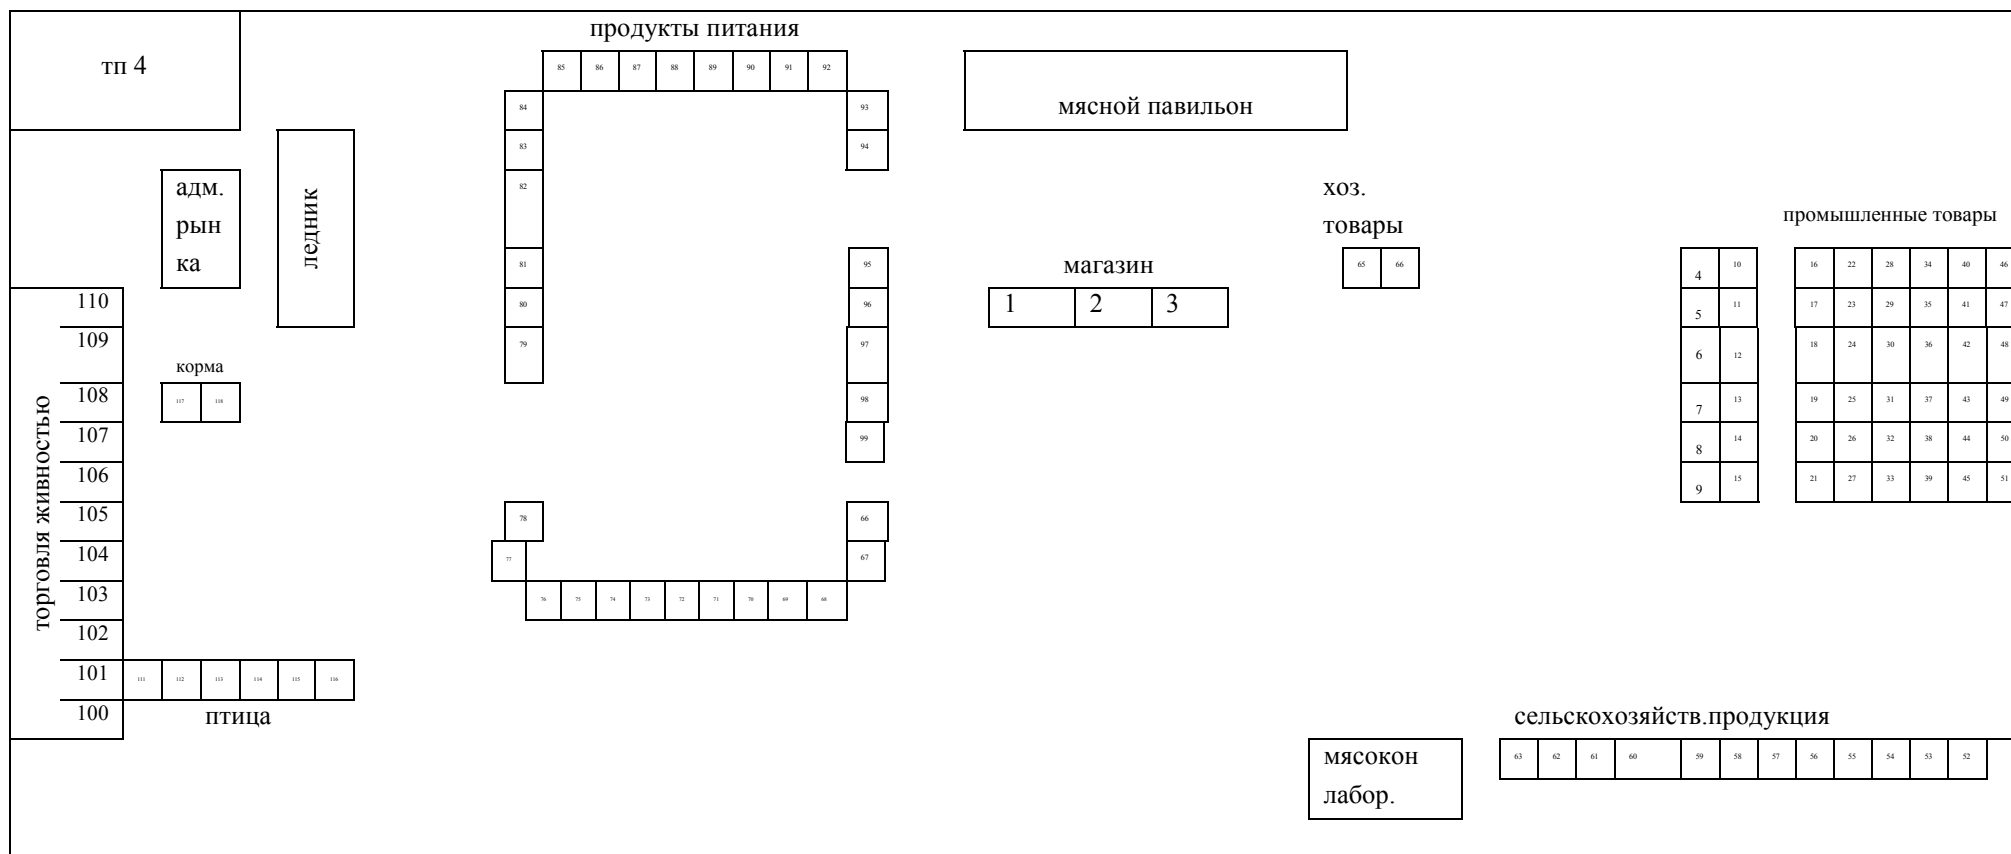 продукты питания
тп 4
85 86 87 88 89 90 91 92
мясной павильон
84 93
83 94
82
адм.
рын
ка
ледник
хоз.
товары
промышленные товары
81 95
магазин
65 66
4 10 16 22 28 34 40 46
110
80 96
1 2 3
5 11 17 23 29 35 41 47
109
79 97
6 12 18 24 30 36 42 48
корма
108
117 118
98
7 13 19 25 31 37 43 49
107
99
8 14 20 26 32 38 44 50
106
9 15 21 27 33 39 45 51
торговля живностью
105
78 66
104
77 67
103
76 75 74 73 72 71 70 69 68
102
101
111 112 113 114 115 116
100
птица
сельскохозяйств.продукция
мясокон
лабор.
63 62 61 60 59 58 57 56 55 54 53 52